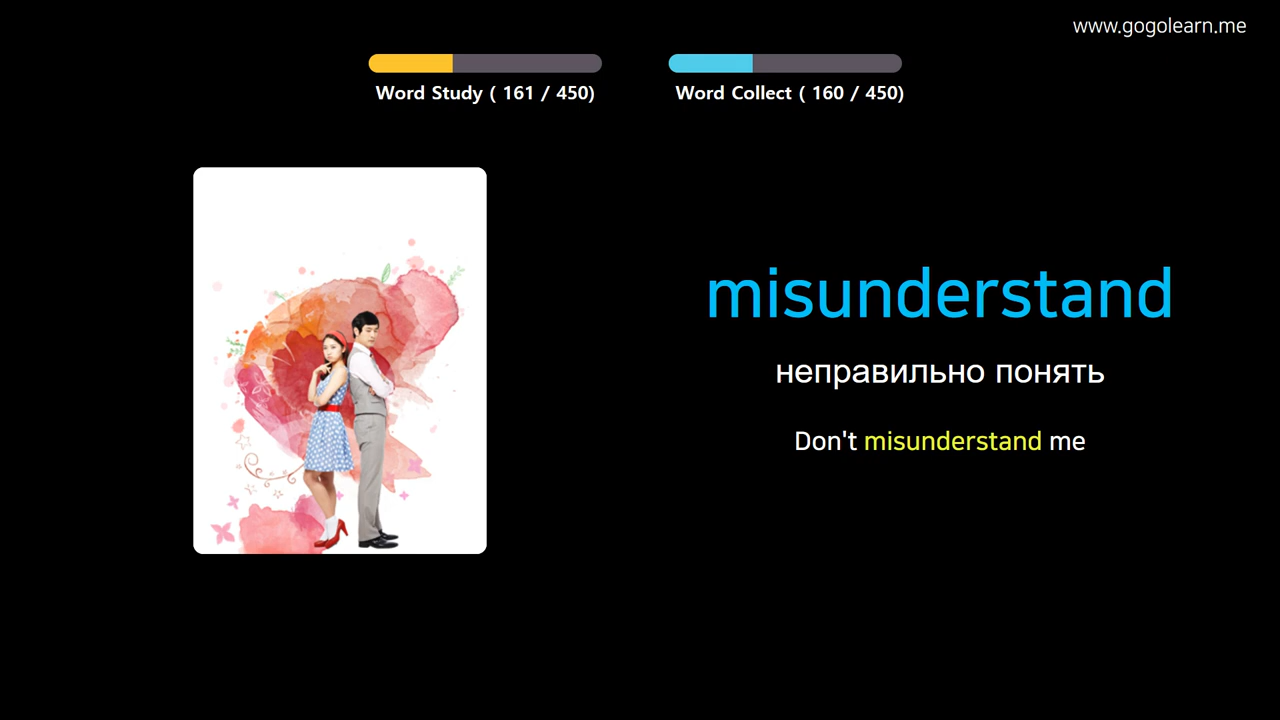 www.gogolearn.me
Word Study ( 161 / 450)
Word Collect ( 160 / 450)
misunderstand
неправильно понять
Don't misunderstand me